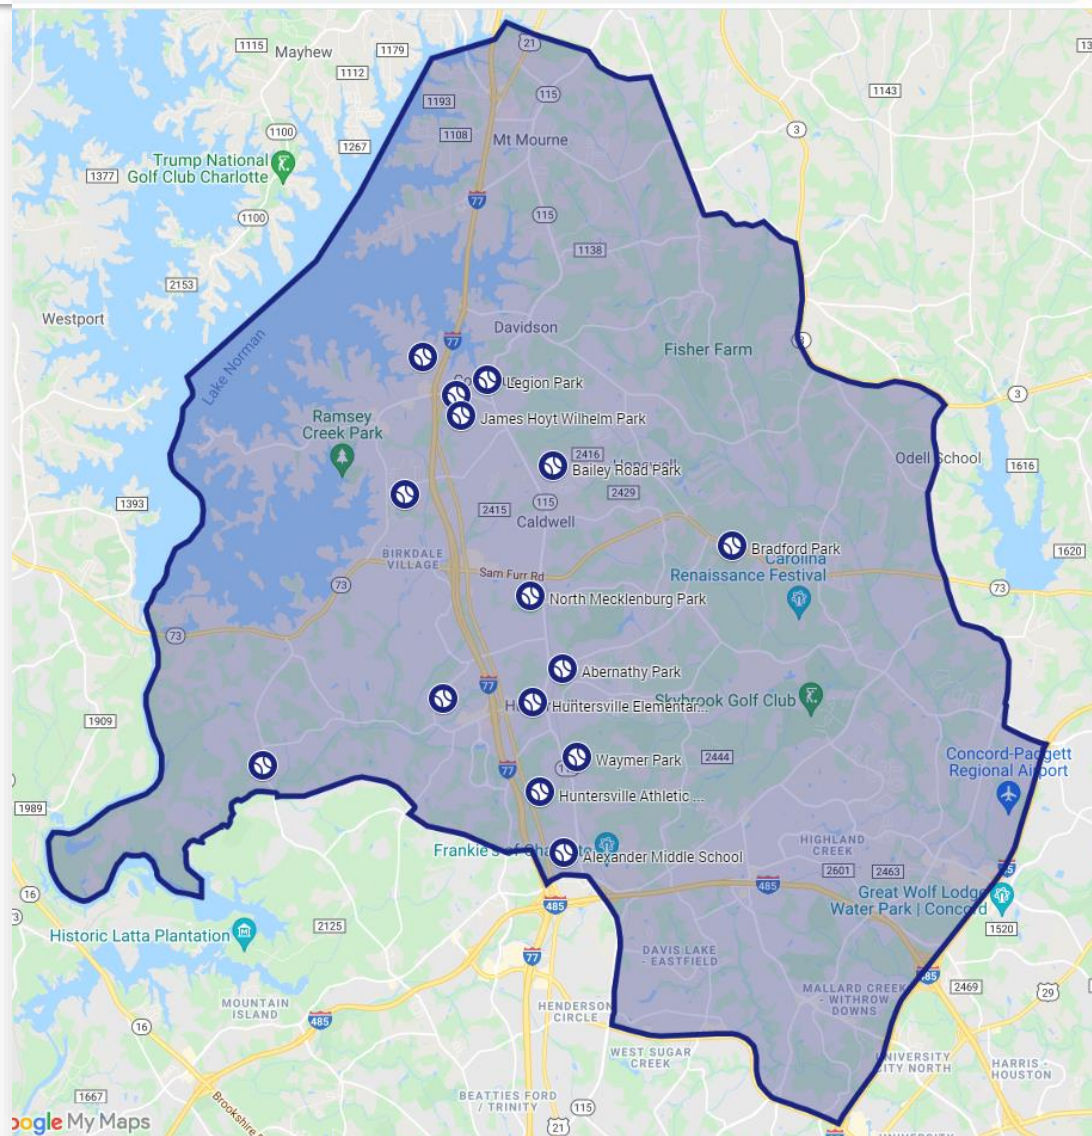 21
1115
Mayhew
1179
1112
115
1143
1193
3
1100
1108
Mt Mourne
1267
Trump National
Golf Club Charlotte
1377
77
1100
115
1138
2153
Westport
Lake Norman
77
Davidson
Fisher Farm
Legion Park
3
James Hoyt Wilhelm Park
Ramsey
Creek Park
2416
Odell School
1616
Bailey Road Park
2429
1393
2415
115
Caldwell
BIRKDALE
VILLAGE
Bradford Park
1620
Carolina
Renaissance Festival
Sam Furr Rd
73
73
North Mecklenburg Park
73
Abernathy Park
77
Skybrook Golf Club
Huntersville Elementar...
1909
Concord-Padgett
Regional Airport
Waymer Park
2444
77
Huntersville Athletic ...
1989
HIGHLAND
CREEK
Alexander Middle School
2601
2463
485
16
Great Wolf Lodge
Water Park | Concord
485
1520
2125
Historic Latta Plantation
DAVIS LAKE
- EASTFIELD
77
485
2469
MALLARD CREEK
- WITHROW
DOWNS
29
MOUNTAIN
ISLAND
HENDERSON
CIRCLE
485
16
WEST SUGAR
CREEK
UNIVERSITY
CITY NORTH
HARRIS -
HOUSTON
1667
BEATTIES FORD
/ TRINITY
115
21
Google My Maps